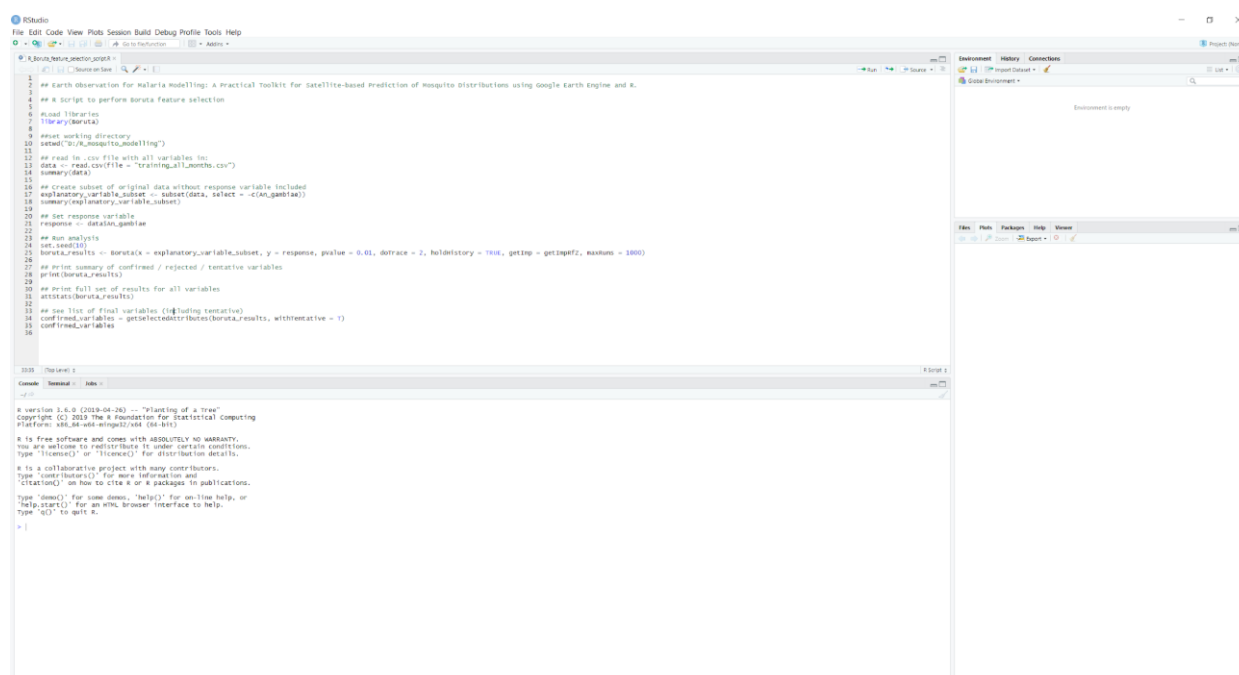 RStudio
File Edit Code View Plots Session Build Debug Profile Tools Help
Go to file/function Addins
Project: (Non
R_Boruta_feature_selection_script.R
Source on Save Run Source
1
2 ## Earth Observation for Malaria Modelling: A Practical Toolkit for Satellite-based Prediction of Mosquito Distributions using Google Earth Engine and R.
3
4 ## R Script to perform Boruta feature selection
5
6 #Load libraries
7 library(Boruta)
8
9 ##set working directory
10 setwd("D:/R_mosquito_modelling")
11
12 ## read in .csv file with all variables in:
13 data <- read.csv(file = "training_all_months.csv")
14 summary(data)
15
16 ## Create subset of original data without response variable included
17 explanatory_variable_subset <- subset(data, select = -c(An_gambiae))
18 summary(explanatory_variable_subset)
19
20 ## Set response variable
21 response <- data$An_gambiae
22
23 ## Run analysis
24 set.seed(10)
25 boruta_results <- Boruta(x = explanatory_variable_subset, y = response, pValue = 0.01, doTrace = 2, holdHistory = TRUE, getImp = getImpRfZ, maxRuns = 1000)
26
27 ## Print summary of confirmed / rejected / tentative variables
28 print(boruta_results)
29
30 ## Print full set of results for all variables
31 attStats(boruta_results)
32
33 ## See list of final variables (including tentative)
34 confirmed_variables = getSelectedAttributes(boruta_results, withTentative = T)
35 confirmed_variables
36
33:35 (Top Level) R Script
Console Terminal Jobs
~/
R version 3.6.0 (2019-04-26) -- "Planting of a Tree"
Copyright (C) 2019 The R Foundation for Statistical Computing
Platform: x86_64-w64-mingw32/x64 (64-bit)
R is free software and comes with ABSOLUTELY NO WARRANTY.
You are welcome to redistribute it under certain conditions.
Type 'license()' or 'licence()' for distribution details.
R is a collaborative project with many contributors.
Type 'contributors()' for more information and
'citation()' on how to cite R or R packages in publications.
Type 'demo()' for some demos, 'help()' for on-line help, or
'help.start()' for an HTML browser interface to help.
Type 'q()' to quit R.
>
Environment History Connections
Import Dataset List
Global Environment
Environment is empty
Files Plots Packages Help Viewer
Zoom Export